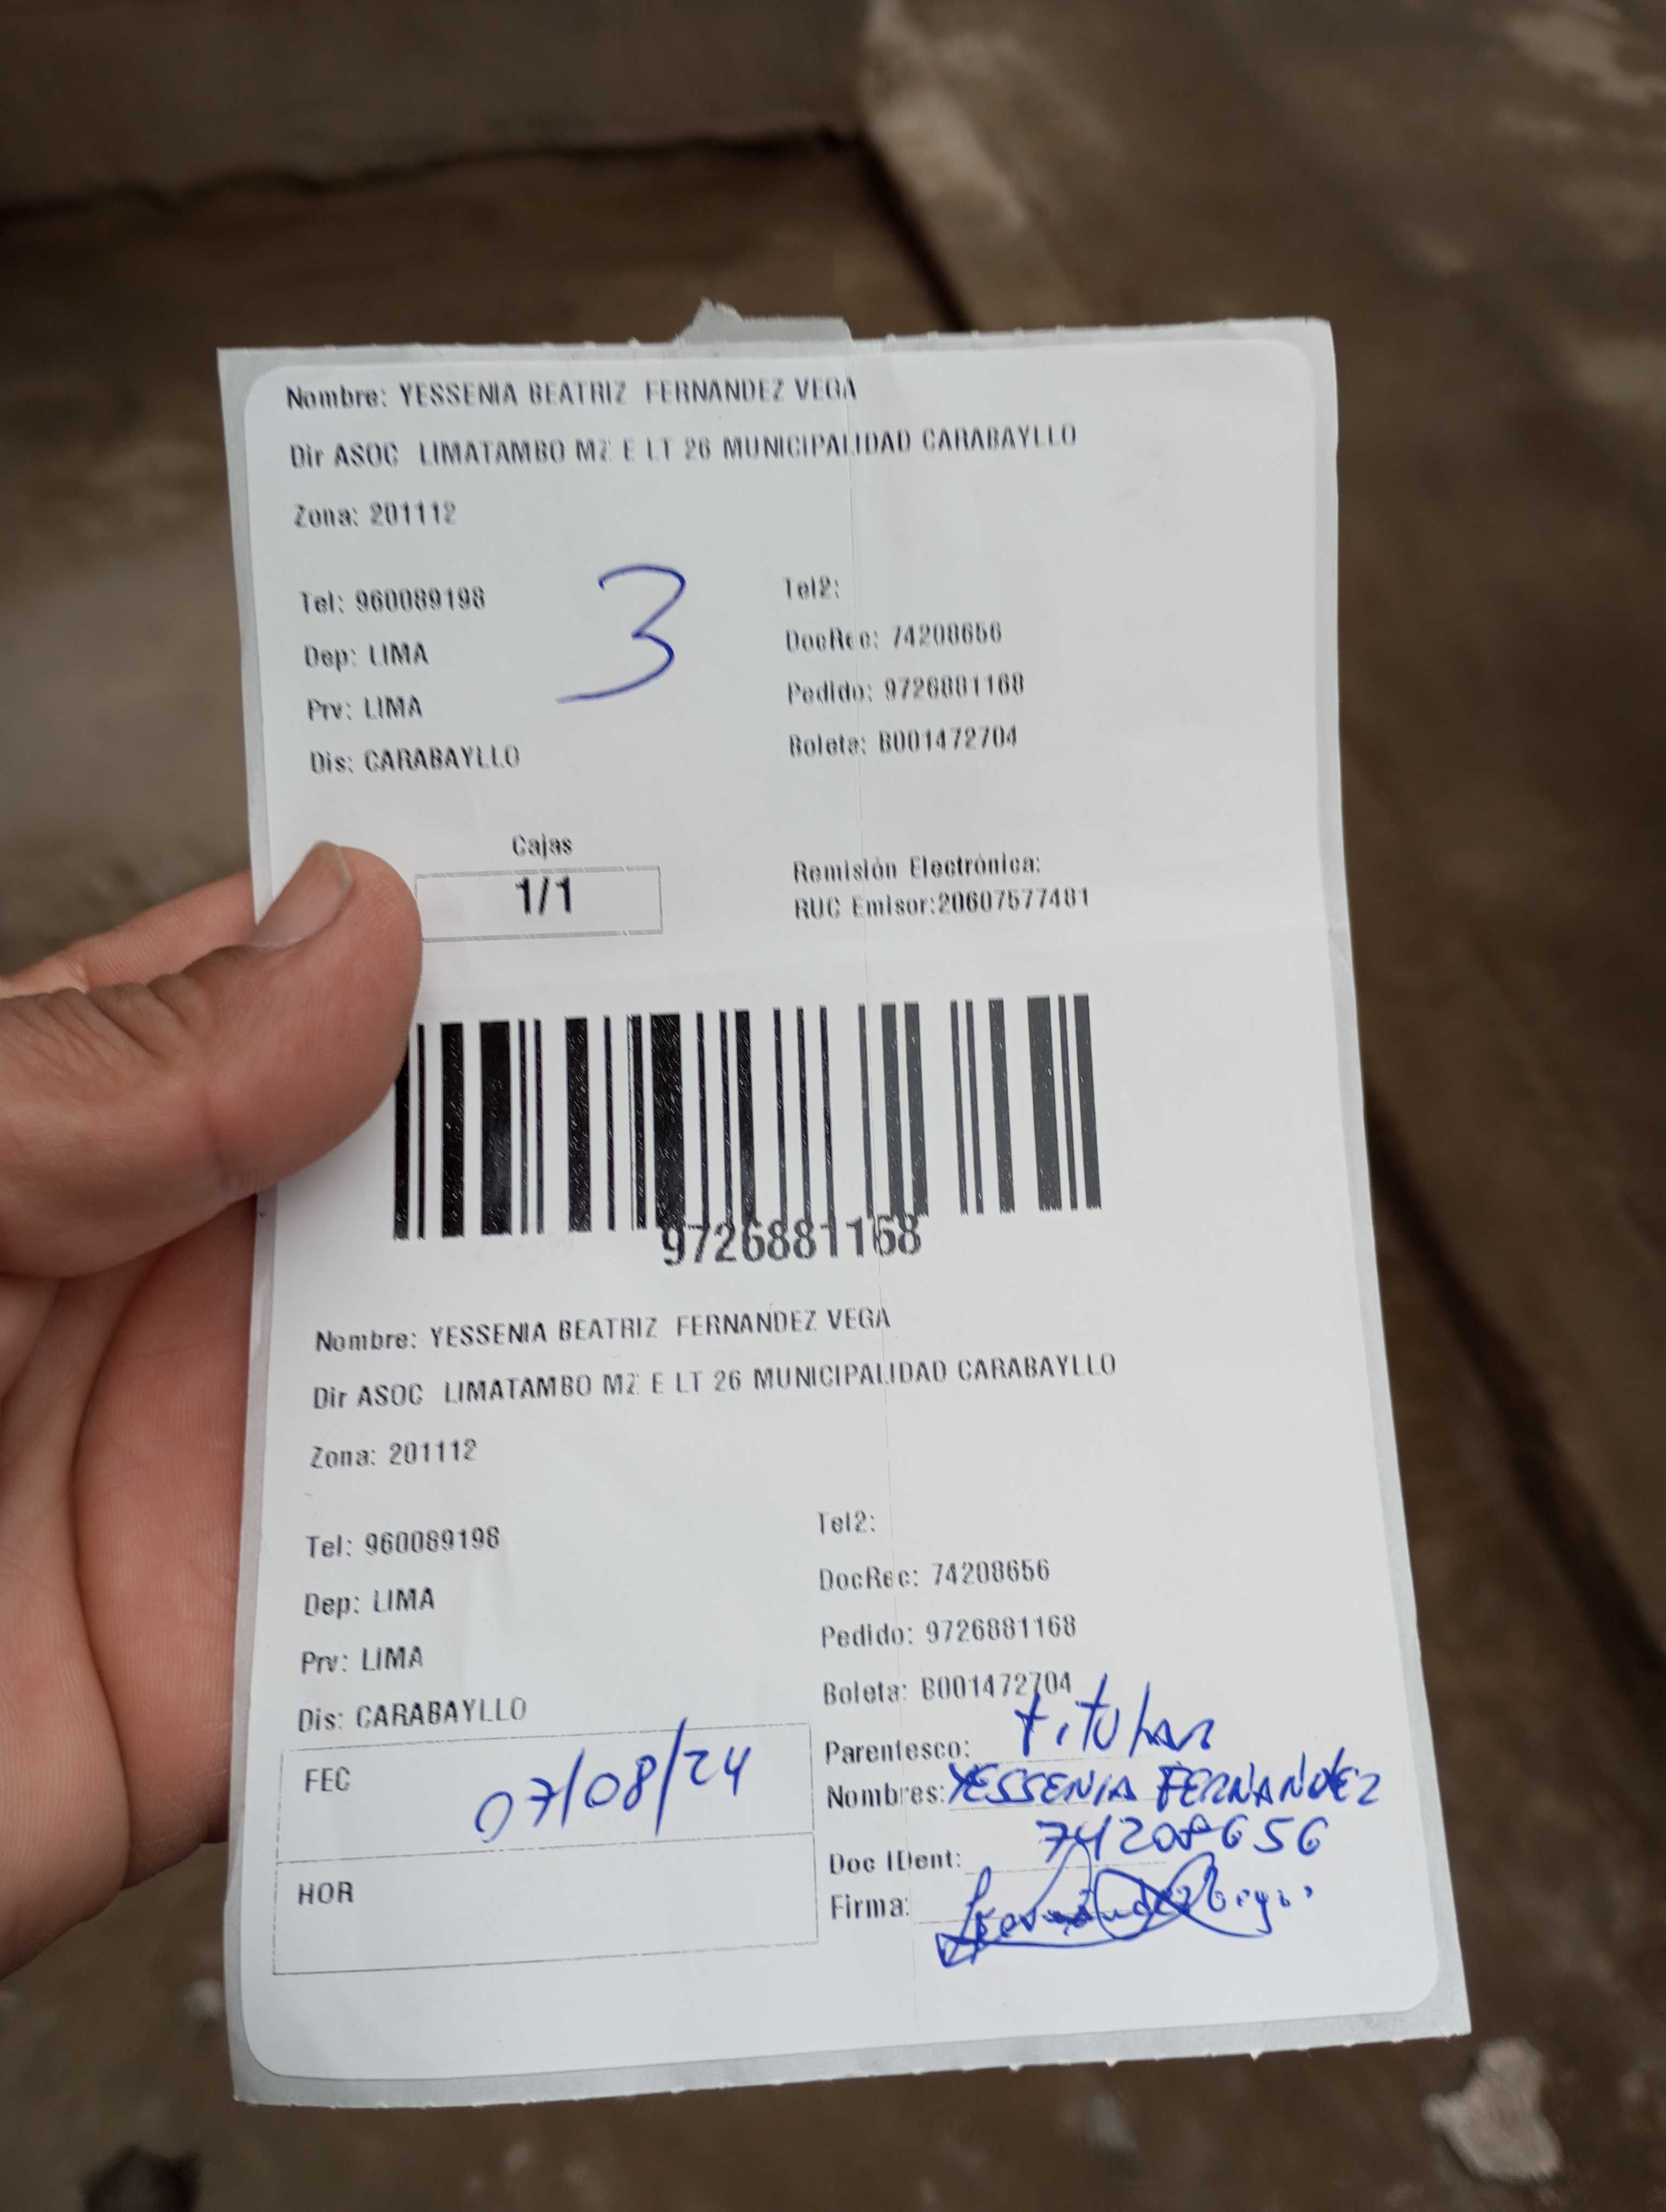 Nombre: YESSENIA BEATRIZ FERNANDEZ VEGA
Dir ASOC LIMATAMBO MZ E LT 26 MUNICIPALIDAD CARABAYLLO
Zona: 201112
3
Tel: 960089198
Tel2:
DocRec: 74208656
Dep: LIMA
Pedido: 9726881168
Prv: LIMA
Boleta: B001472704
Dis: CARABAYLLO
Cajas
1/1
Remisión Electrónica:
RUC Emisor:20607577481
9726881168
Nombre: YESSENIA BEATRIZ FERNANDEZ VEGA
Dir ASOC LIMATAMBO MZ E LT 26 MUNICIPALIDAD CARABAYLLO
Zona: 201112
Tel: 960089198
Tel2:
DocRec: 74208656
Dep: LIMA
Pedido: 9726881168
Prv: LIMA
Boleta: B001472704
Dis: CARABAYLLO
FEC 07/08/24
HOR
Parentesco: titular
Nombres: YESSENIA FERNANDEZ
Doc IDent: 74208656
Firma: